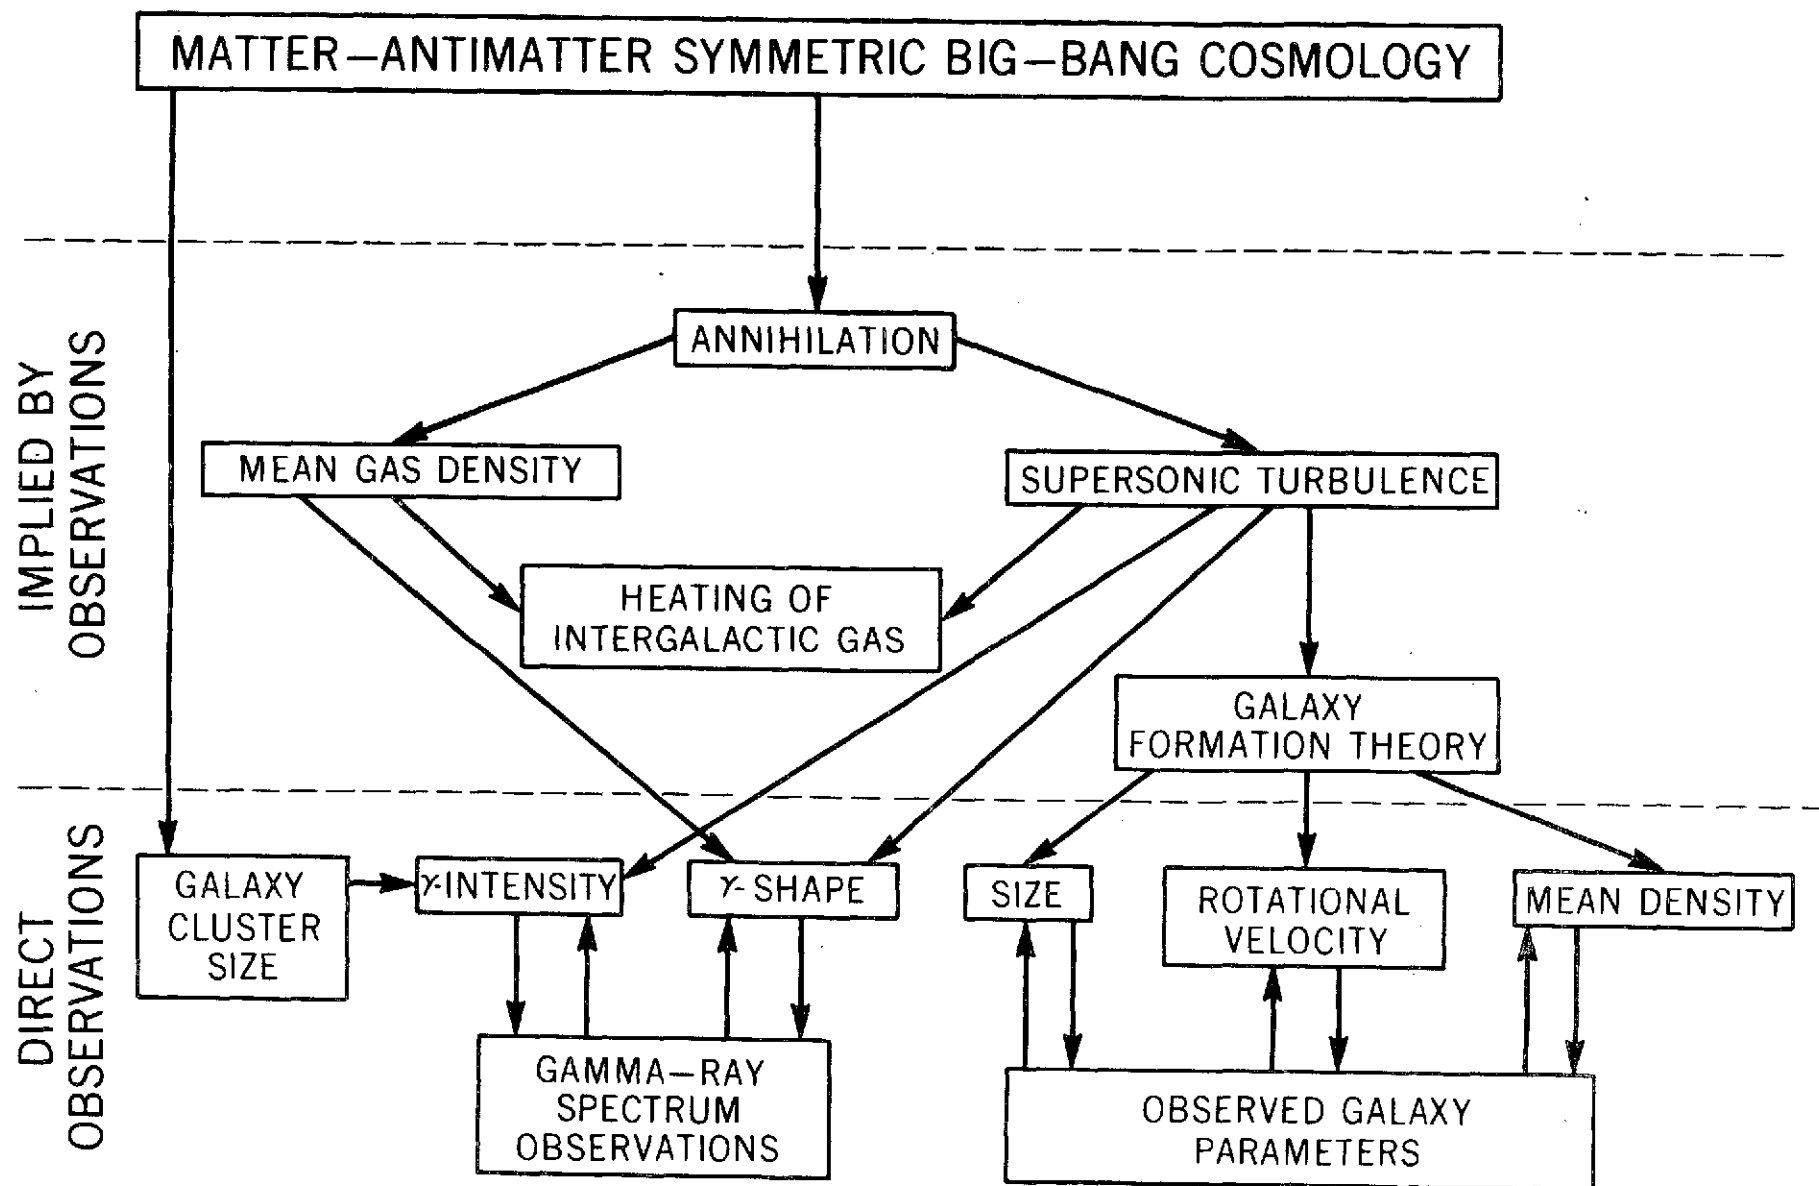 MATTER—ANTIMATTER SYMMETRIC BIG—BANG COSMOLOGY
IMPLIED BY
OBSERVATIONS
ANNIHILATION
MEAN GAS DENSITY
SUPERSONIC TURBULENCE
HEATING OF
INTERGALACTIC GAS
GALAXY
FORMATION THEORY
DIRECT
OBSERVATIONS
GALAXY
CLUSTER
SIZE
γ-INTENSITY
γ-SHAPE
SIZE
ROTATIONAL
VELOCITY
MEAN DENSITY
GAMMA—RAY
SPECTRUM
OBSERVATIONS
OBSERVED GALAXY
PARAMETERS